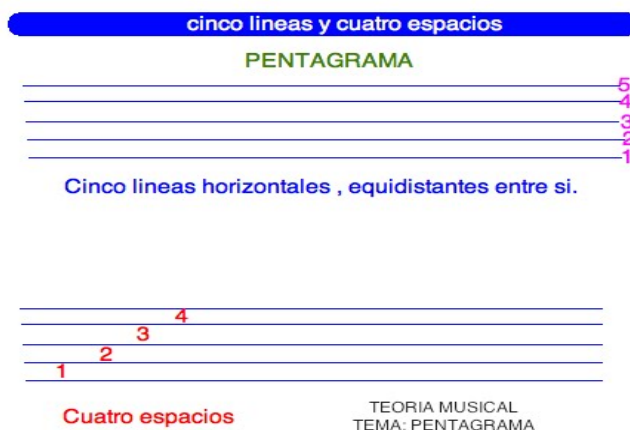 cinco lineas y cuatro espacios
PENTAGRAMA
5
4
3
2
1
Cinco lineas horizontales , equidistantes entre si.
4
3
2
1
Cuatro espacios
TEORIA MUSICAL
TEMA: PENTAGRAMA